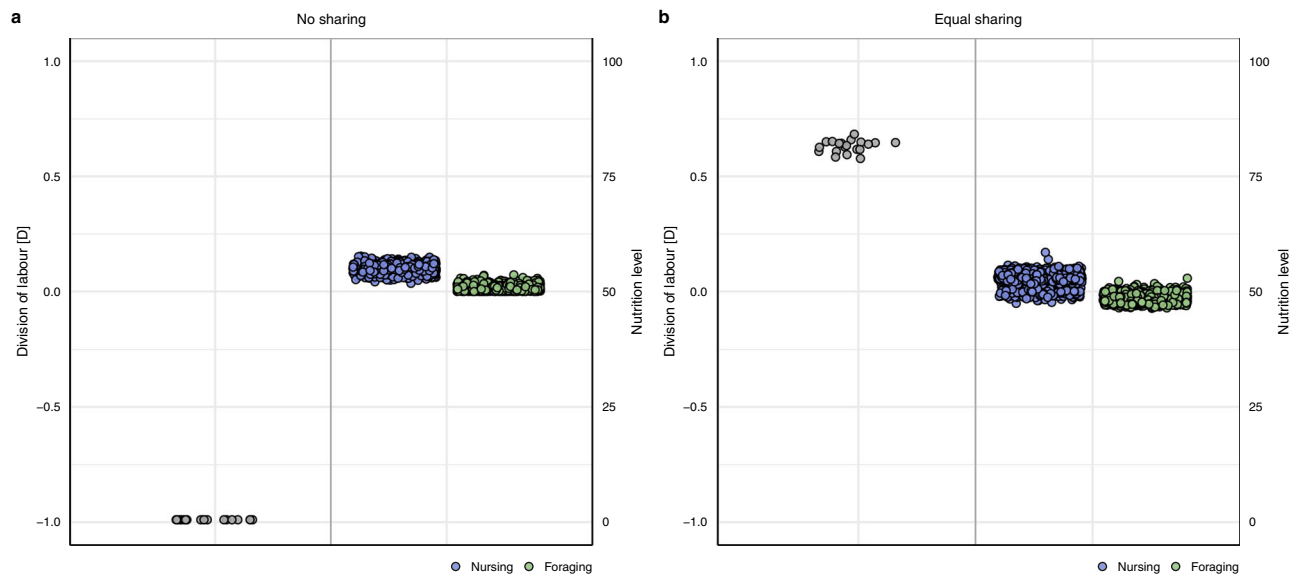 a
No sharing
1.0
0.5
0.0
−0.5
−1.0
Division of labour [D]
100
75
50
25
0
Nutrition level
Nursing
Foraging
b
Equal sharing
1.0
0.5
0.0
−0.5
−1.0
Division of labour [D]
100
75
50
25
0
Nutrition level
Nursing
Foraging